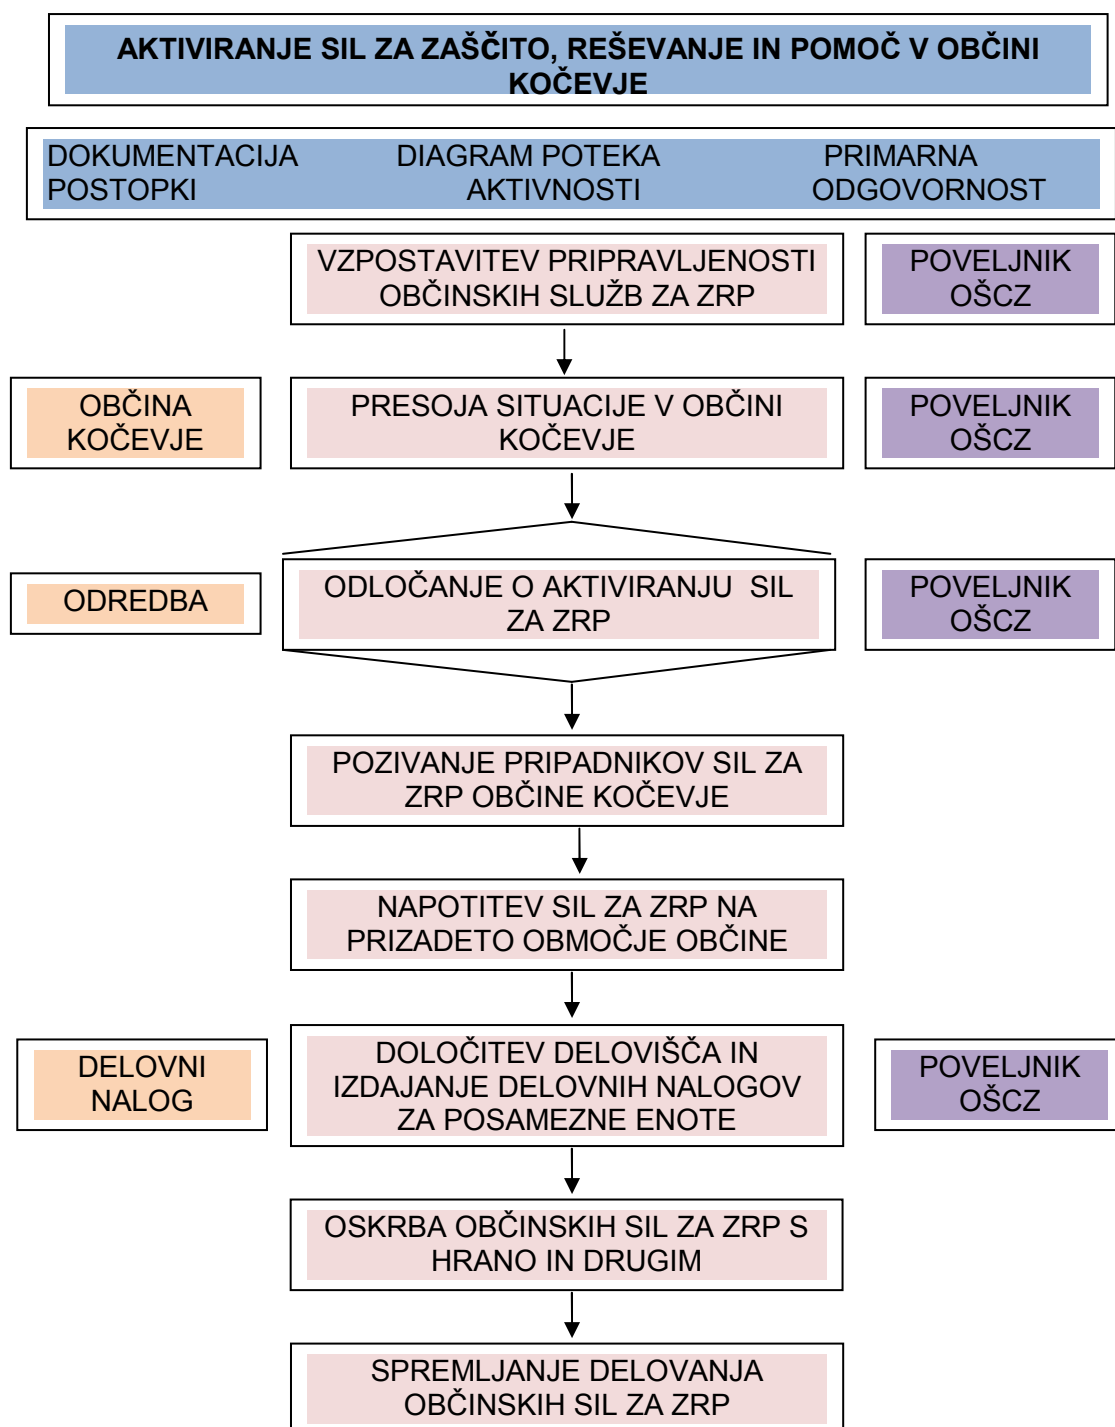 AKTIVIRANJE SIL ZA ZAŠČITO, REŠEVANJE IN POMOČ V OBČINI
KOČEVJE
DOKUMENTACIJA DIAGRAM POTEKA PRIMARNA
POSTOPKI AKTIVNOSTI ODGOVORNOST
VZPOSTAVITEV PRIPRAVLJENOSTI
OBČINSKIH SLUŽB ZA ZRP
POVELJNIK
OŠCZ
OBČINA
KOČEVJE
PRESOJA SITUACIJE V OBČINI
KOČEVJE
POVELJNIK
OŠCZ
ODREDBA
ODLOČANJE O AKTIVIRANJU SIL
ZA ZRP
POVELJNIK
OŠCZ
POZIVANJE PRIPADNIKOV SIL ZA
ZRP OBČINE KOČEVJE
NAPOTITEV SIL ZA ZRP NA
PRIZADETO OBMOČJE OBČINE
DELOVNI
NALOG
DOLOČITEV DELOVIŠČA IN
IZDAJANJE DELOVNIH NALOGOV
ZA POSAMEZNE ENOTE
POVELJNIK
OŠCZ
OSKRBA OBČINSKIH SIL ZA ZRP S
HRANO IN DRUGIM
SPREMLJANJE DELOVANJA
OBČINSKIH SIL ZA ZRP